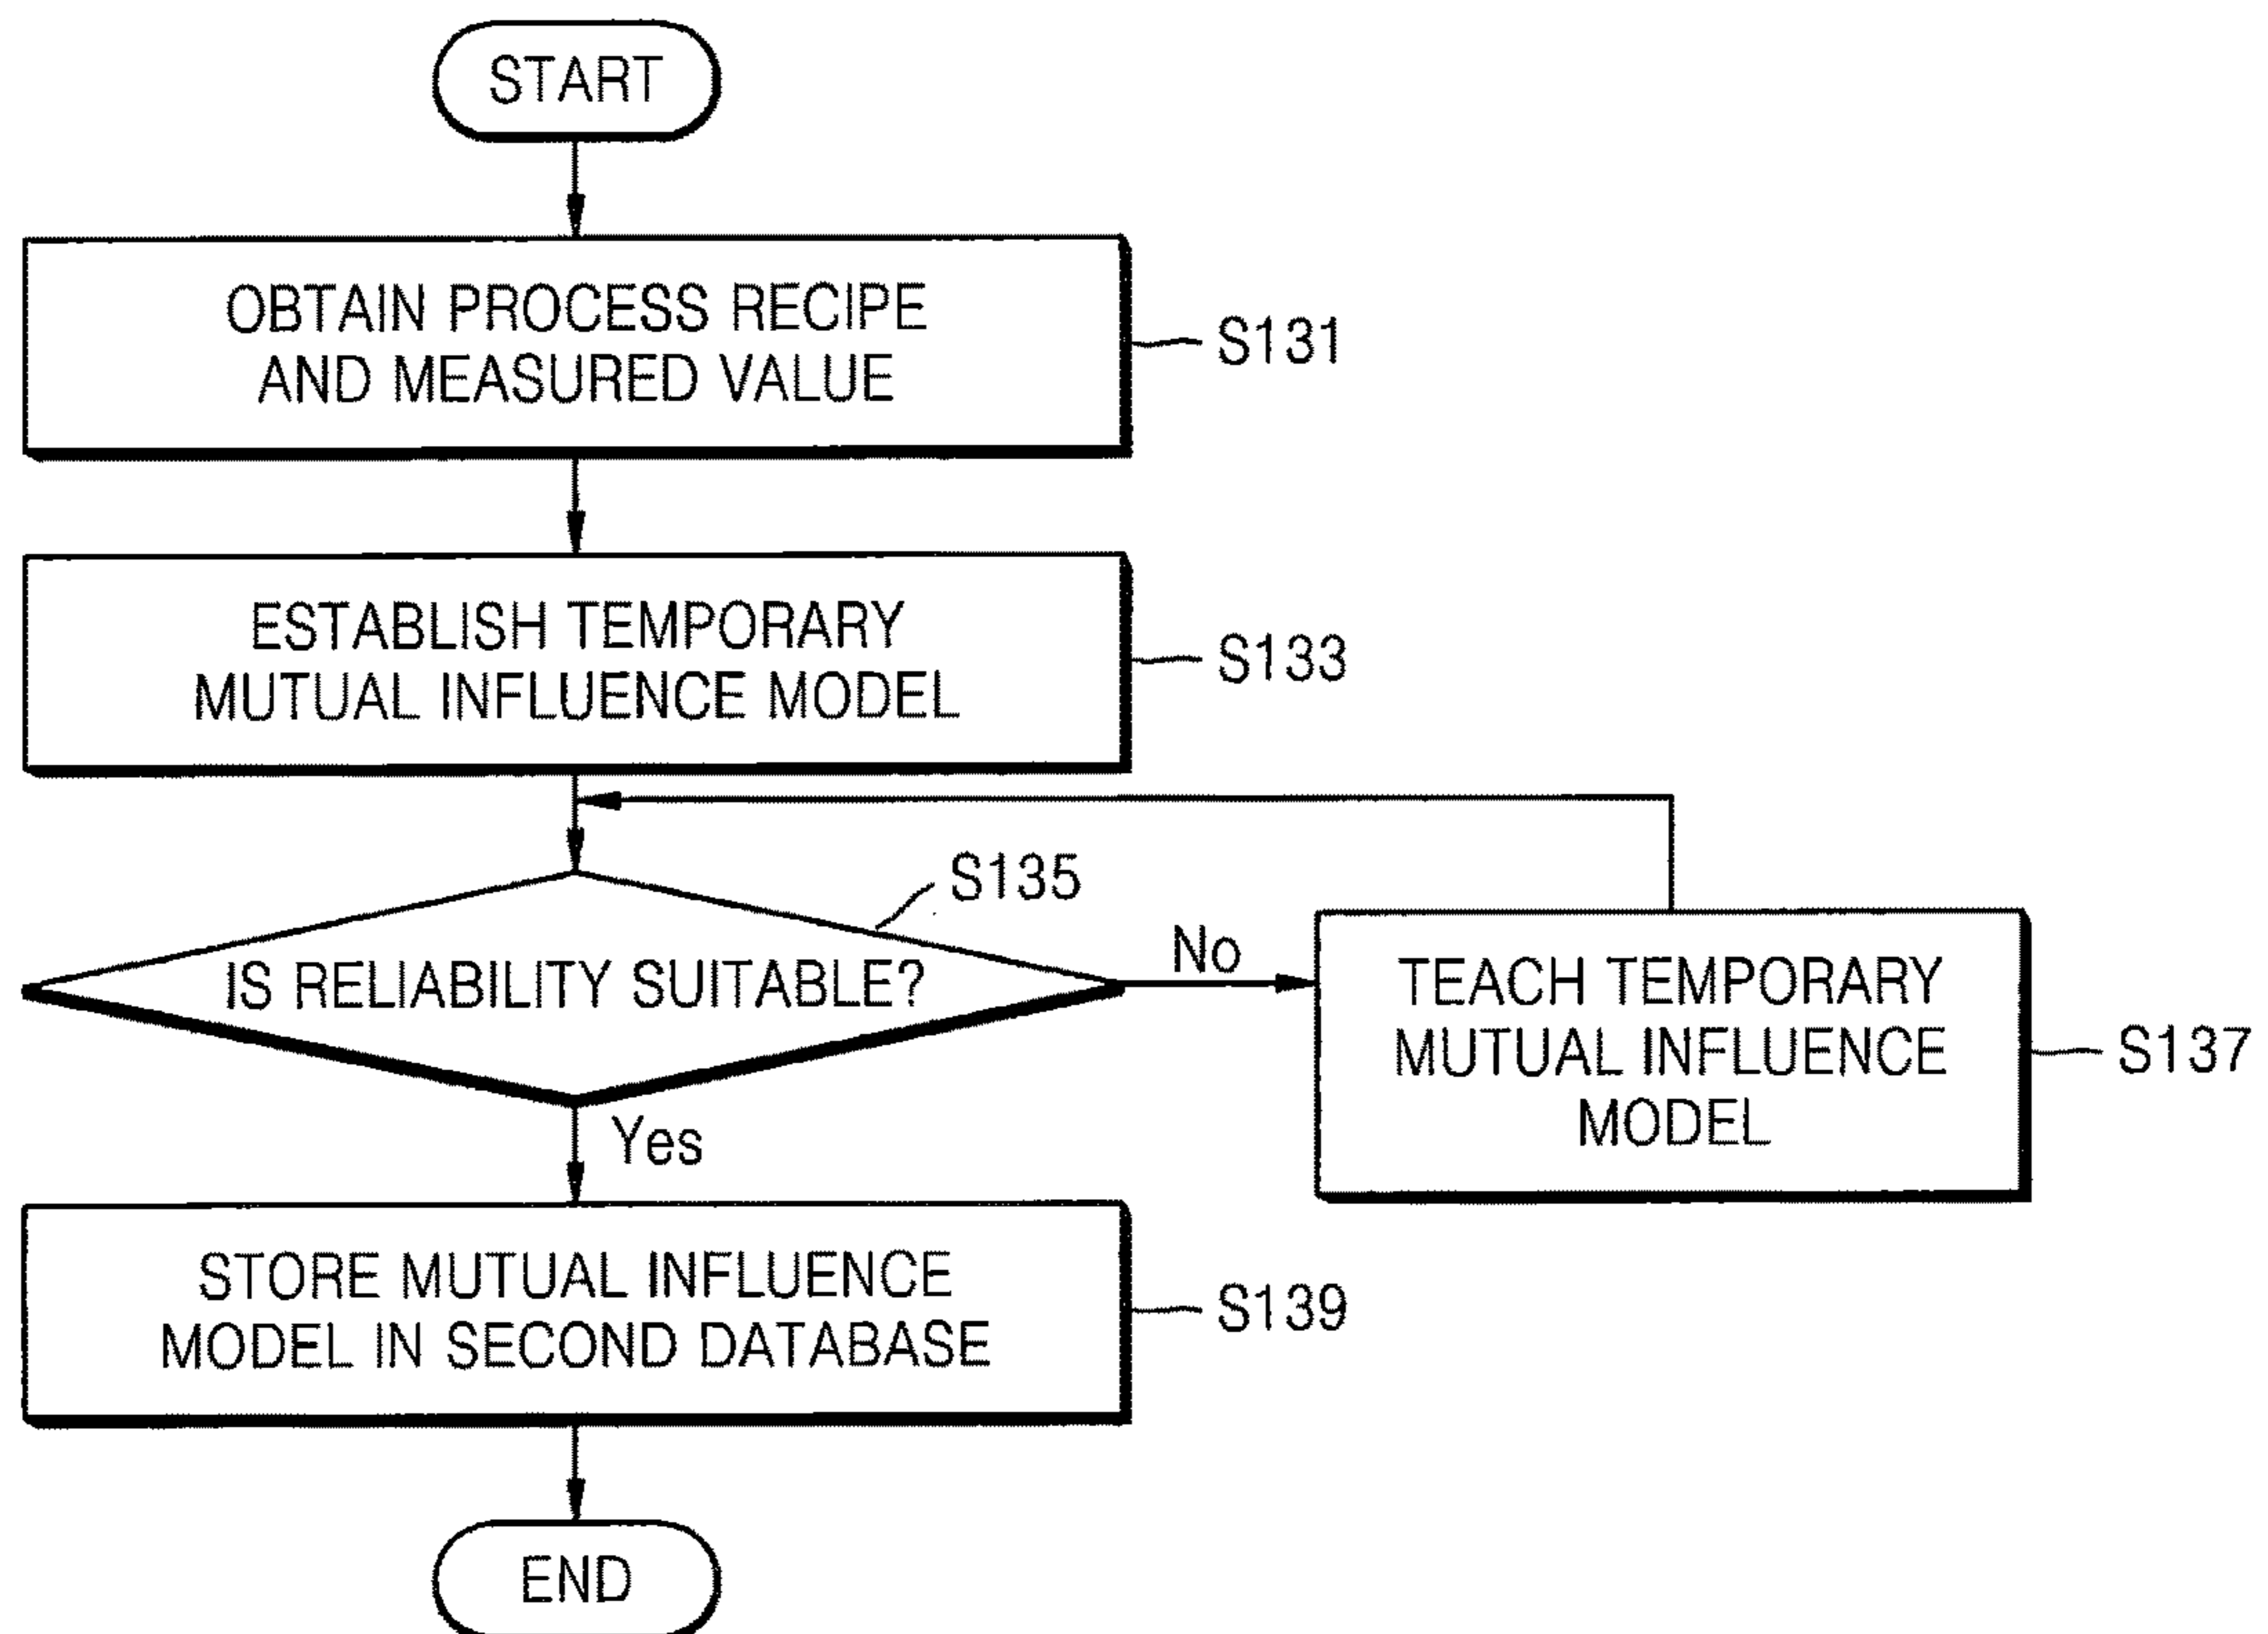 START
OBTAIN PROCESS RECIPE
AND MEASURED VALUE
S131
ESTABLISH TEMPORARY
MUTUAL INFLUENCE MODEL
S133
S135
IS RELIABILITY SUITABLE?
No
TEACH TEMPORARY
MUTUAL INFLUENCE
MODEL
S137
Yes
STORE MUTUAL INFLUENCE
MODEL IN SECOND DATABASE
S139
END